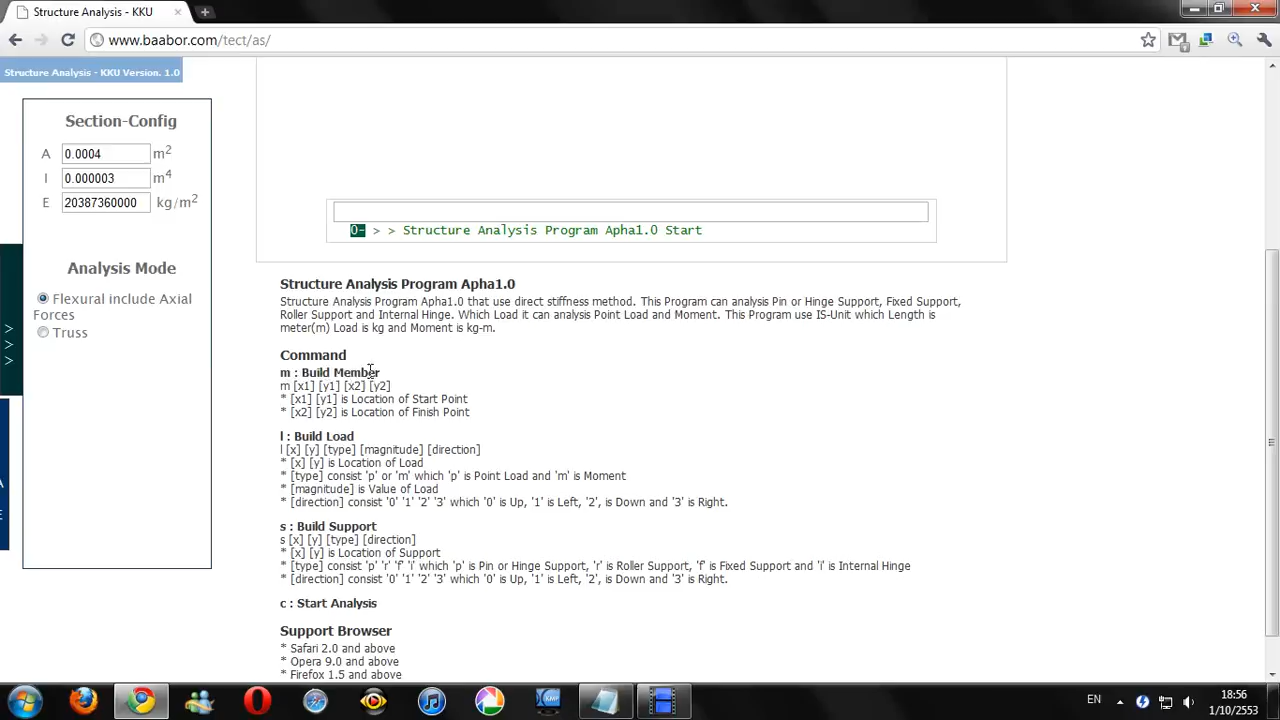 Structure Analysis - KKU
www.baabor.com/tect/as/
Structure Analysis - KKU Version. 1.0
Section-Config
A 0.0004 m2
I 0.000003 m4
E 20387360000 kg/m2
Analysis Mode
Flexural include Axial
Forces
Truss
>
>
>
0- > > Structure Analysis Program Apha1.0 Start
Structure Analysis Program Apha1.0
Structure Analysis Program Apha1.0 that use direct stiffness method. This Program can analysis Pin or Hinge Support, Fixed Support,
Roller Support and Internal Hinge. Which Load it can analysis Point Load and Moment. This Program use IS-Unit which Length is
meter(m) Load is kg and Moment is kg-m.
Command
m : Build Member
m [x1] [y1] [x2] [y2]
* [x1] [y1] is Location of Start Point
* [x2] [y2] is Location of Finish Point
l : Build Load
l [x] [y] [type] [magnitude] [direction]
* [x] [y] is Location of Load
* [type] consist 'p' or 'm' which 'p' is Point Load and 'm' is Moment
* [magnitude] is Value of Load
* [direction] consist '0' '1' '2' '3' which '0' is Up, '1' is Left, '2', is Down and '3' is Right.
s : Build Support
s [x] [y] [type] [direction]
* [x] [y] is Location of Support
* [type] consist 'p' 'r' 'f' 'i' which 'p' is Pin or Hinge Support, 'r' is Roller Support, 'f' is Fixed Support and 'i' is Internal Hinge
* [direction] consist '0' '1' '2' '3' which '0' is Up, '1' is Left, '2', is Down and '3' is Right.
c : Start Analysis
Support Browser
* Safari 2.0 and above
* Opera 9.0 and above
* Firefox 1.5 and above
EN
18:56
1/10/2553